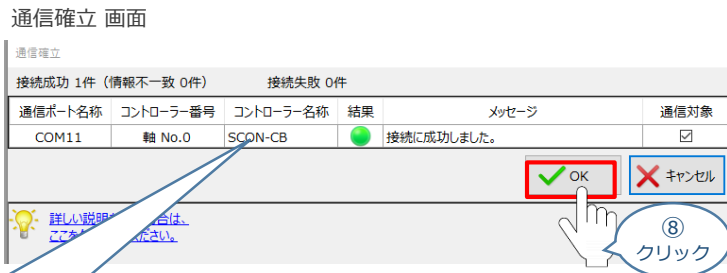 通信確立 画面
通信確立
接続成功 1件（情報不一致 0件） 接続失敗 0件
通信ポート名称 コントローラー番号 コントローラー名称 結果 メッセージ 通信対象
COM11 軸 No.0 SCON-CB 接続に成功しました。
OK キャンセル
詳しい説明 合は、
ここを ださい。
⑧
クリック